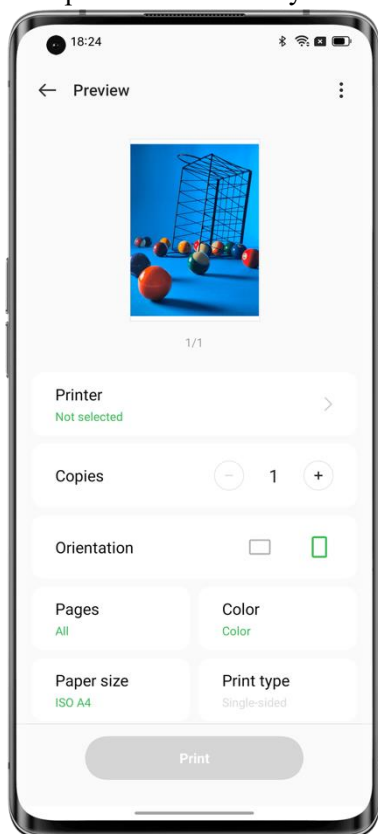 18:24
Preview
1/1
Printer
Not selected
Copies
1
Orientation
Pages
All
Color
Color
Paper size
ISO A4
Print type
Single-sided
Print